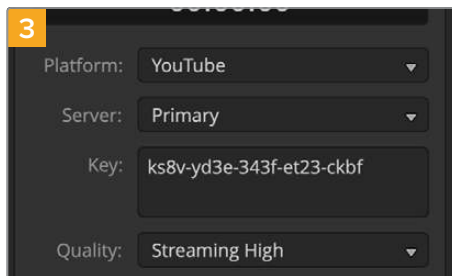 3
Platform: YouTube
Server: Primary
Key: ks8v-yd3e-343f-et23-ckbf
Quality: Streaming High